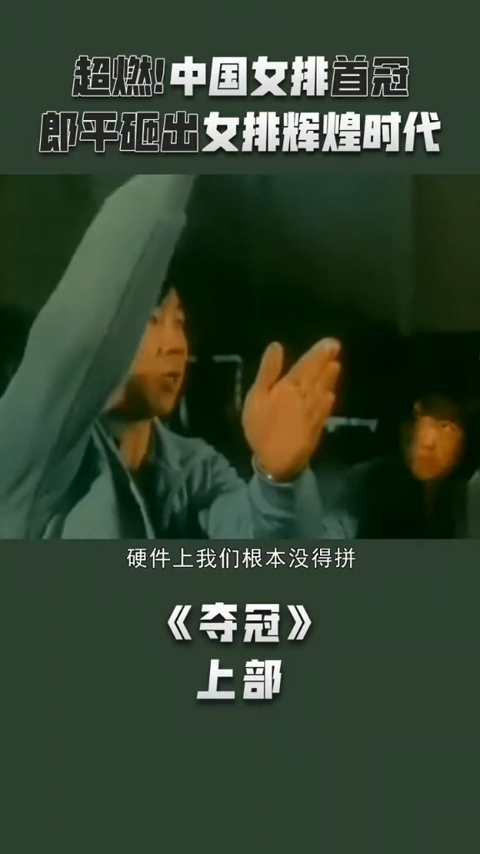 超燃!中国女排首冠
郎平砸出女排辉煌时代
硬件上我们根本没得拼
《夺冠》
上部